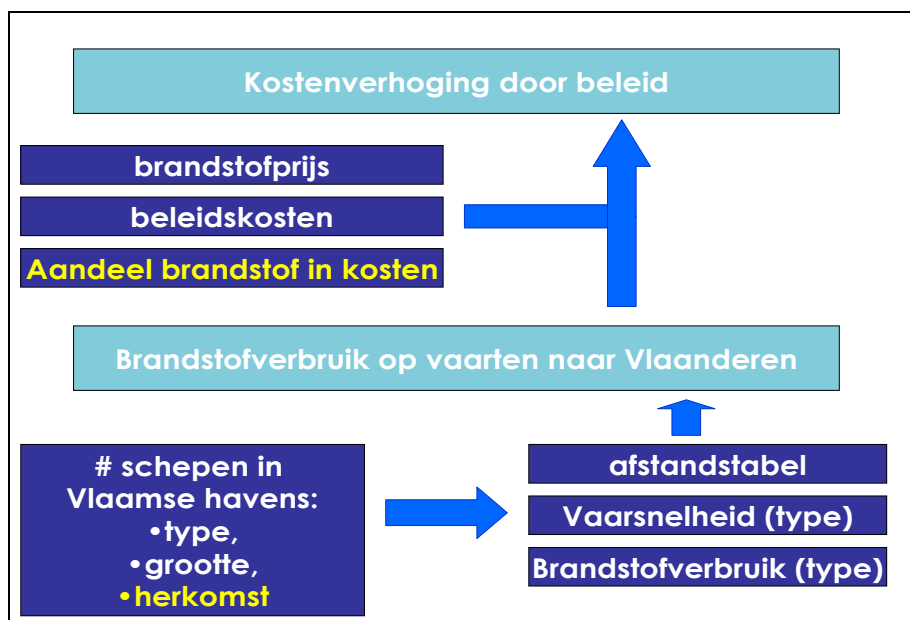 Kostenverhoging door beleid
brandstofprijs
beleidskosten
Aandeel brandstof in kosten
Brandstofverbruik op vaarten naar Vlaanderen
# schepen in
Vlaamse havens:
•type,
•grootte,
•herkomst
afstandstabel
Vaarsnelheid (type)
Brandstofverbruik (type)